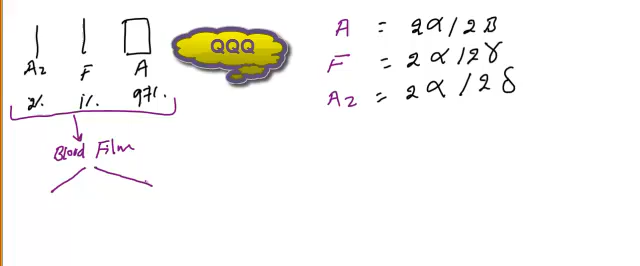 A₂ F A
2%. 1%. 97%.
Blood Film
QQQ
A = 2α/2β
F = 2α/2γ
A₂ = 2α/2δ